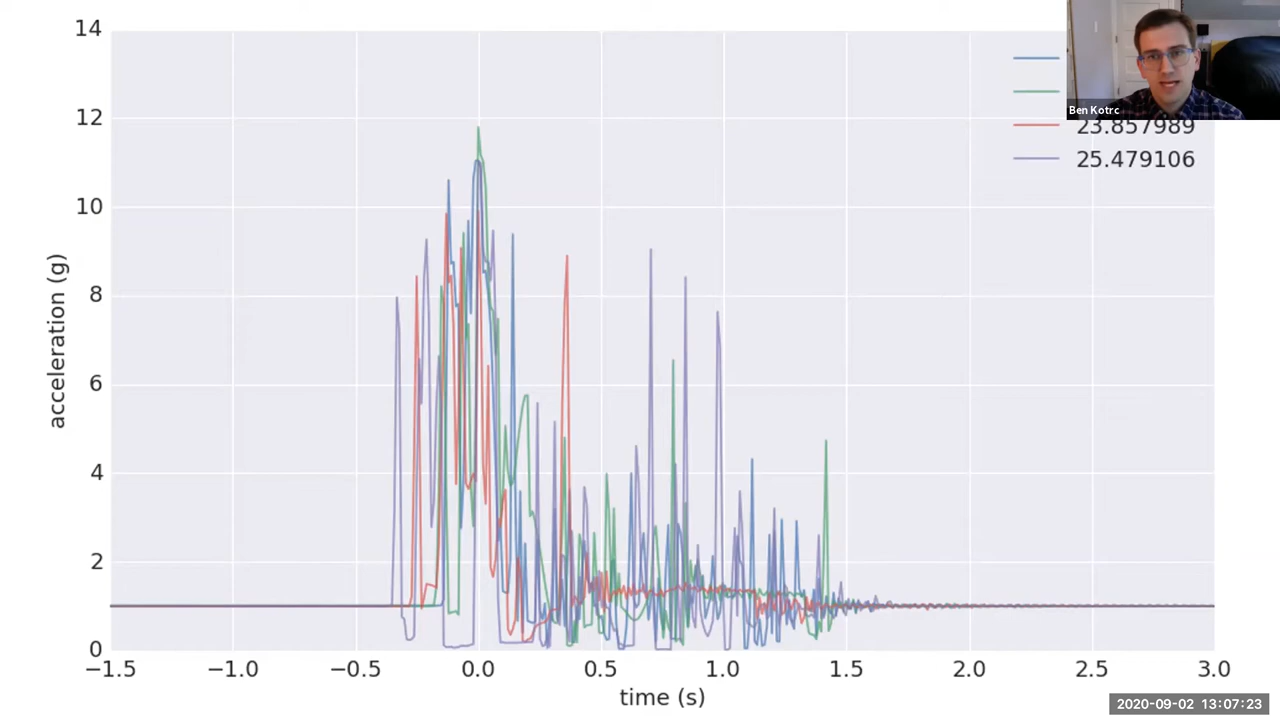 14
12
10
8
6
4
2
0
acceleration (g)
−1.5 −1.0 −0.5 0.0 0.5 1.0 1.5 2.0 2.5 3.0
time (s)
Ben Kotrc
23.857989
25.479106
2020-09-02 13:07:23